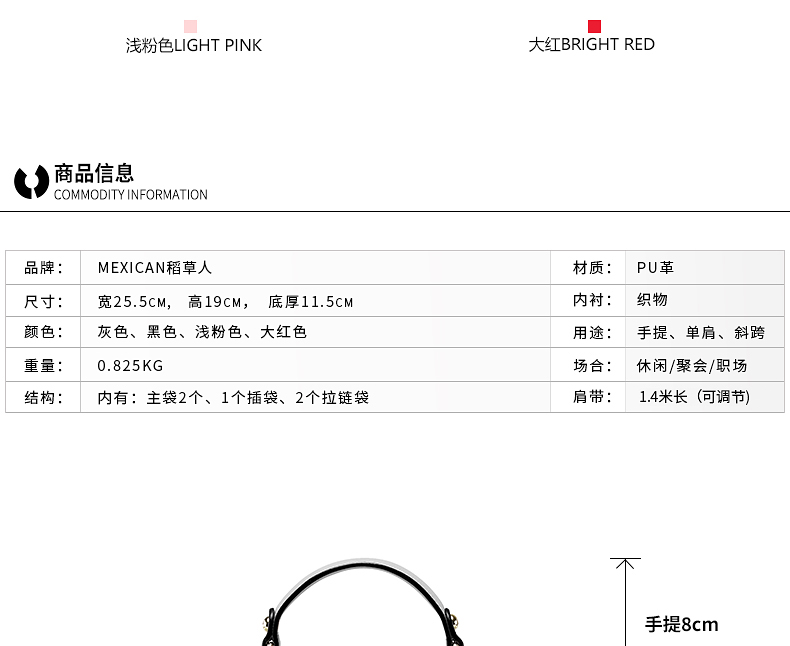 浅粉色LIGHT PINK
大红BRIGHT RED
商品信息
COMMODITY INFORMATION
品牌： MEXICAN稻草人 材质： PU革
尺寸： 宽25.5CM, 高19CM， 底厚11.5CM 内衬： 织物
颜色： 灰色、黑色、浅粉色、大红色 用途： 手提、单肩、斜跨
重量： 0.825KG 场合： 休闲/聚会/职场
结构： 内有：主袋2个、1个插袋、2个拉链袋 肩带： 1.4米长（可调节)
手提8cm